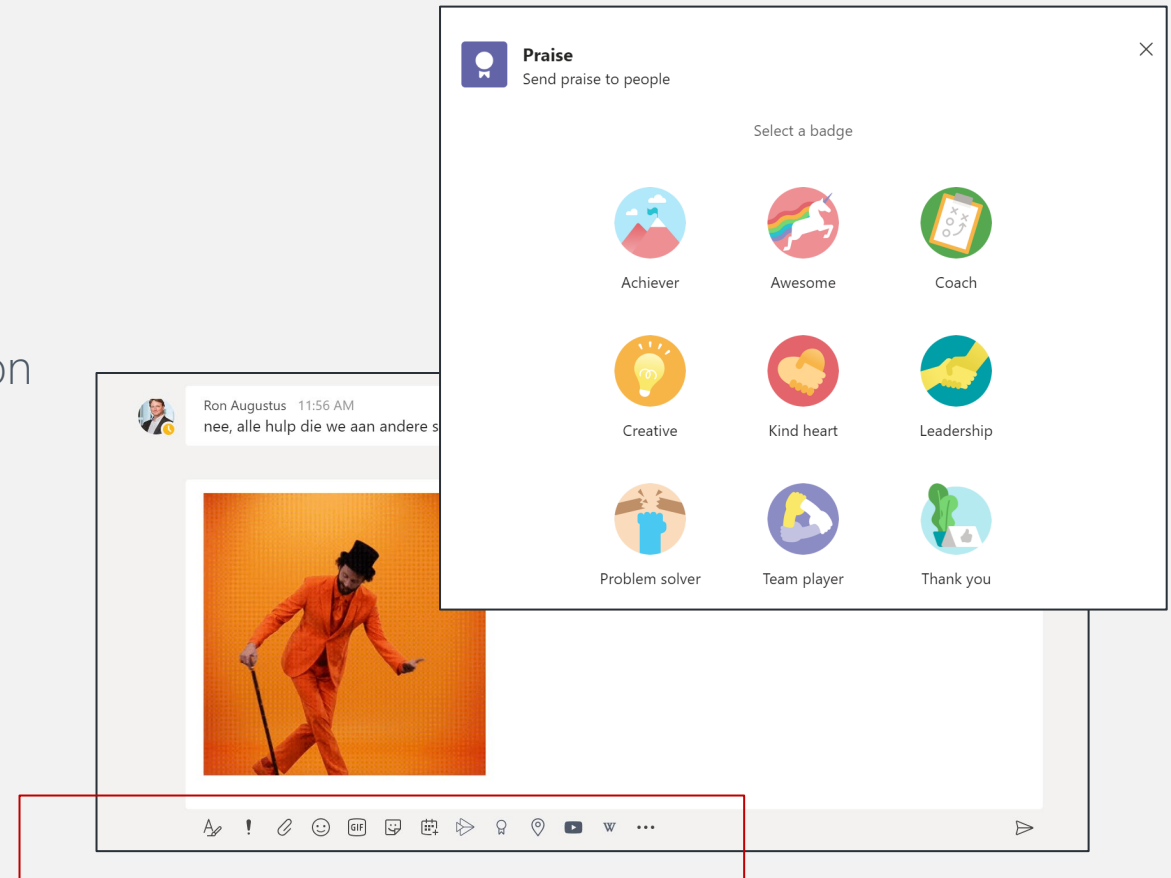 Praise
Send praise to people
Select a badge
Achiever Awesome Coach
Creative Kind heart Leadership
Problem solver Team player Thank you
on
Ron Augustus 11:56 AM
nee, alle hulp die we aan andere s
GIF W